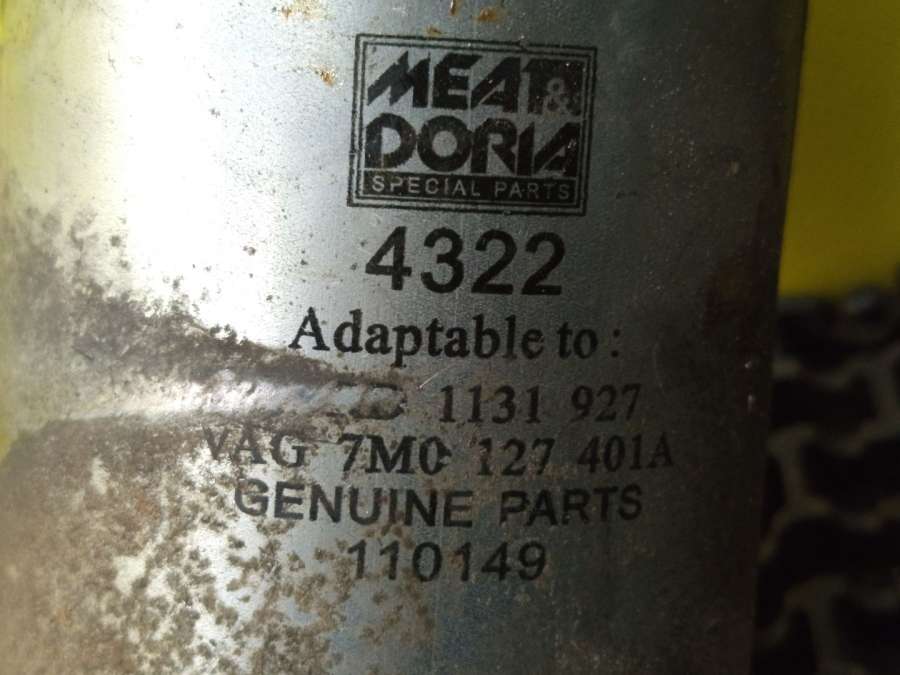 MEAT&
DORIA
SPECIAL PARTS
4322
Adaptable to :
1131 927
VAG 7M0 127 401A
GENUINE PARTS
110149